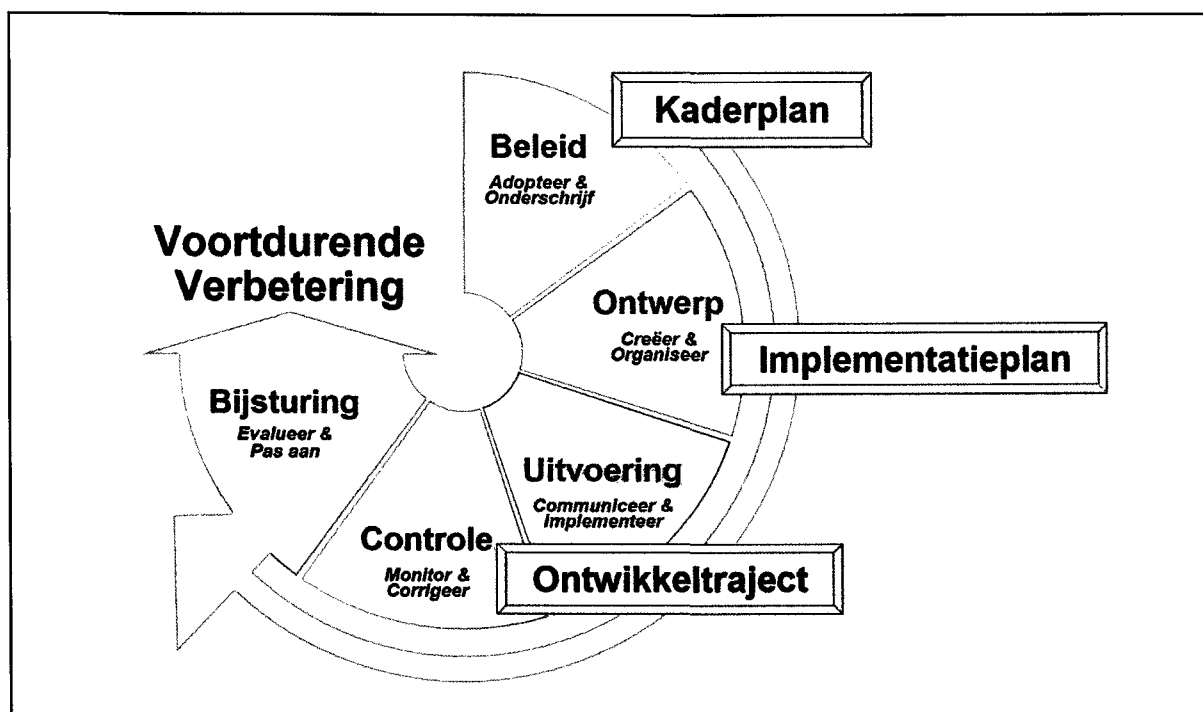 Kaderplan
Beleid
Adopteer &
Onderschrijf
Voortdurende
Verbetering
Ontwerp
Creëer &
Organiseer
Implementatieplan
Bijsturing
Evalueer &
Pas aan
Uitvoering
Communiceer &
Implementeer
Controle
Monitor &
Corrigeer
Ontwikkeltraject